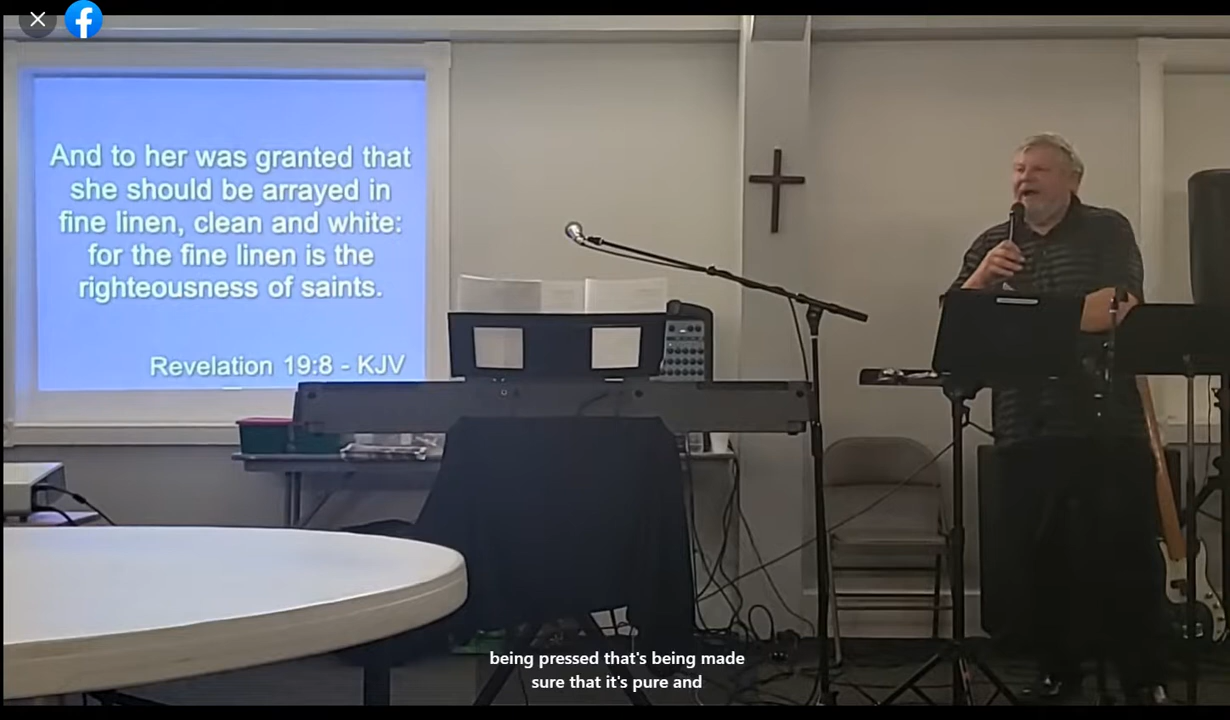 And to her was granted that
she should be arrayed in
fine linen, clean and white:
for the fine linen is the
righteousness of saints.
Revelation 19:8 - KJV
being pressed that's being made
sure that it's pure and